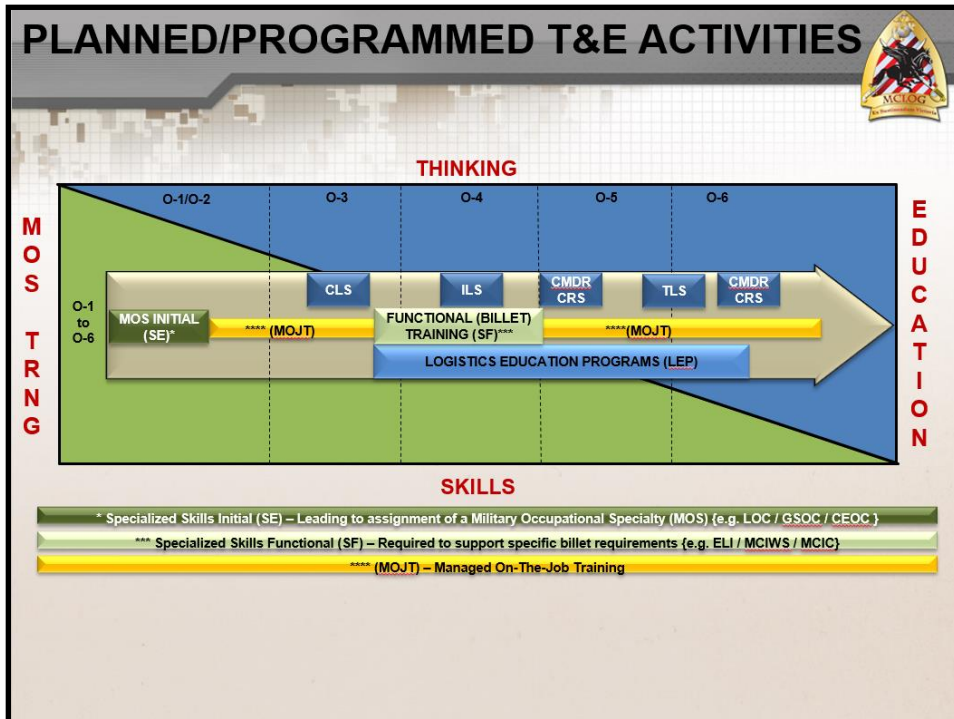 PLANNED/PROGRAMMED T&E ACTIVITIES
MCLOG
THINKING
O-1/O-2 O-3 O-4 O-5 O-6
MOS TRNG
EDUCATION
O-1
to
O-6
CLS
ILS
CMDR
CRS
TLS
CMDR
CRS
MOS INITIAL
(SE)*
**** (MOJT)
FUNCTIONAL (BILLET)
TRAINING (SF)***
****(MOJT)
LOGISTICS EDUCATION PROGRAMS (LEP)
SKILLS
* Specialized Skills Initial (SE) – Leading to assignment of a Military Occupational Specialty (MOS) {e.g. LOC / GSOC / CEOC }
*** Specialized Skills Functional (SF) – Required to support specific billet requirements {e.g. ELI / MCIWS / MCIC}
**** (MOJT) – Managed On-The-Job Training